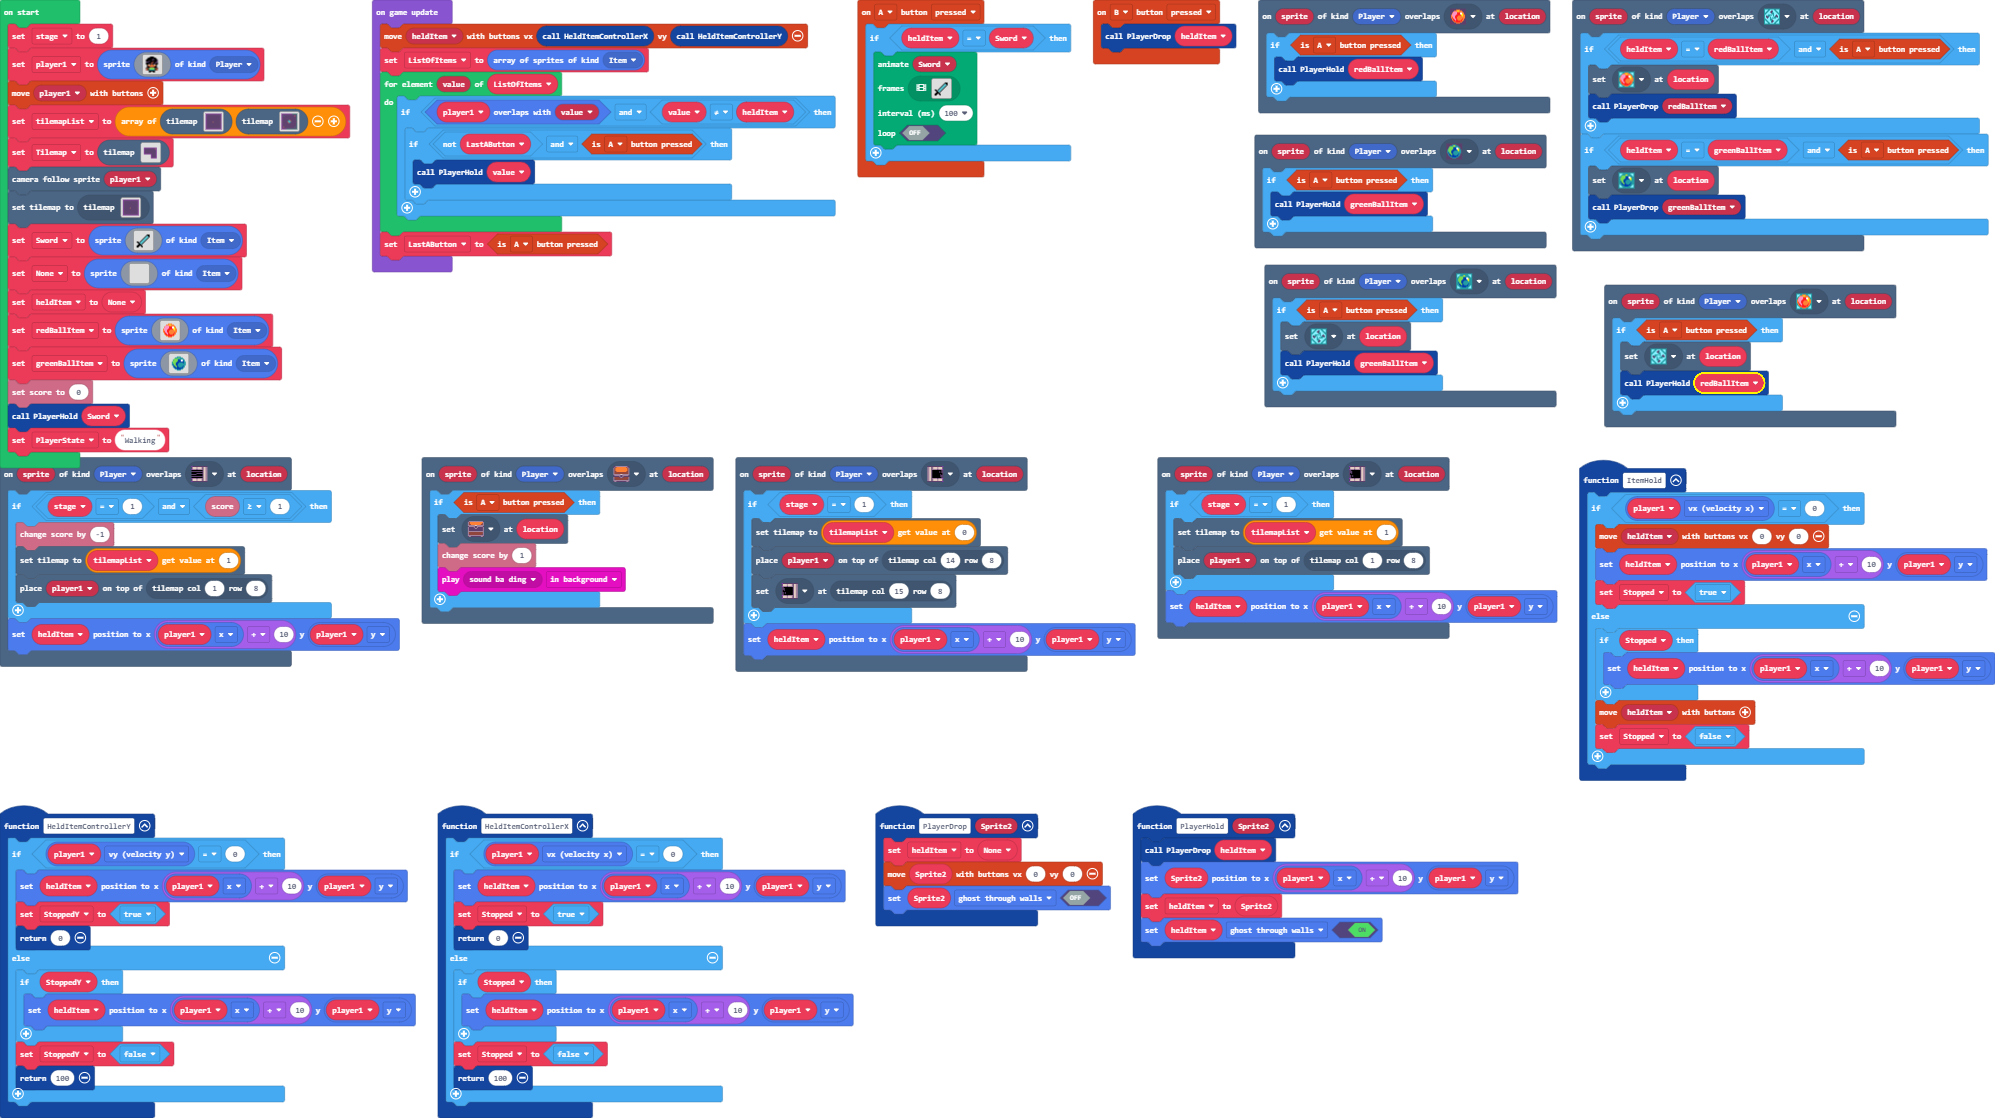 on start
set stage to 1
set player1 to sprite of kind Player
move player1 with buttons
set tilemapList to array of tilemap tilemap
set Tilemap to tilemap
camera follow sprite player1
set tilemap to tilemap
set Sword to sprite of kind Item
set None to sprite of kind Item
set heldItem to None
set redBallItem to sprite of kind Item
set greenBallItem to sprite of kind Item
set score to 0
call PlayerHold Sword
set PlayerState to "Walking"
on game update
move heldItem with buttons vx call HeldItemControllerX vy call HeldItemControllerY
set ListOfItems to array of sprites of kind Item
for element value of ListOfItems
do
if player1 overlaps with value and value ≠ heldItem then
if not LastAButton and is A button pressed then
call PlayerHold value
set LastAButton to is A button pressed
on A button pressed
if heldItem = Sword then
animate Sword
frames
interval (ms) 100
loop OFF
on B button pressed
call PlayerDrop heldItem
on sprite of kind Player overlaps at location
if is A button pressed then
call PlayerHold redBallItem
on sprite of kind Player overlaps at location
if is A button pressed then
call PlayerHold greenBallItem
on sprite of kind Player overlaps at location
if is A button pressed then
set at location
call PlayerHold greenBallItem
on sprite of kind Player overlaps at location
if heldItem = redBallItem and is A button pressed then
set at location
call PlayerDrop redBallItem
if heldItem = greenBallItem and is A button pressed then
set at location
call PlayerDrop greenBallItem
on sprite of kind Player overlaps at location
if is A button pressed then
set at location
call PlayerHold redBallItem
on sprite of kind Player overlaps at location
if stage = 1 and score ≥ 1 then
change score by -1
set tilemap to tilemapList get value at 1
place player1 on top of tilemap col 1 row 8
set heldItem position to x player1 x + 10 y player1 y
on sprite of kind Player overlaps at location
if is A button pressed then
set at location
change score by 1
play sound ba ding in background
on sprite of kind Player overlaps at location
if stage = 1 then
set tilemap to tilemapList get value at 0
place player1 on top of tilemap col 14 row 8
set at tilemap col 15 row 8
set heldItem position to x player1 x + 10 y player1 y
on sprite of kind Player overlaps at location
if stage = 1 then
set tilemap to tilemapList get value at 1
place player1 on top of tilemap col 1 row 8
set heldItem position to x player1 x + 10 y player1 y
function ItemHold
if player1 vx (velocity x) = 0 then
move heldItem with buttons vx 0 vy 0
set heldItem position to x player1 x + 10 y player1 y
set Stopped to true
else
if Stopped then
set heldItem position to x player1 x + 10 y player1 y
move heldItem with buttons
set Stopped to false
function HeldItemControllerY
if player1 vy (velocity y) = 0 then
set heldItem position to x player1 x + 10 y player1 y
set StoppedY to true
return 0
else
if StoppedY then
set heldItem position to x player1 x + 10 y player1 y
set StoppedY to false
return 100
function HeldItemControllerX
if player1 vx (velocity x) = 0 then
set heldItem position to x player1 x + 10 y player1 y
set Stopped to true
return 0
else
if Stopped then
set heldItem position to x player1 x + 10 y player1 y
set Stopped to false
return 100
function PlayerDrop Sprite2
set heldItem to None
move Sprite2 with buttons vx 0 vy 0
set Sprite2 ghost through walls OFF
function PlayerHold Sprite2
call PlayerDrop heldItem
set Sprite2 position to x player1 x + 10 y player1 y
set heldItem to Sprite2
set heldItem ghost through walls ON